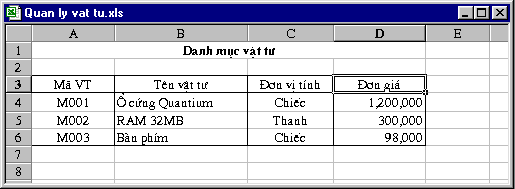 Quan ly vat tu.xls
A B C D E
1 Danh mục vật tư
2
3 Mã VT Tên vật tư Đơn vị tính Đơn giá
4 M001 Ổ cứng Quantium Chiếc 1,200,000
5 M002 RAM 32MB Thanh 300,000
6 M003 Bàn phím Chiếc 98,000
7
8